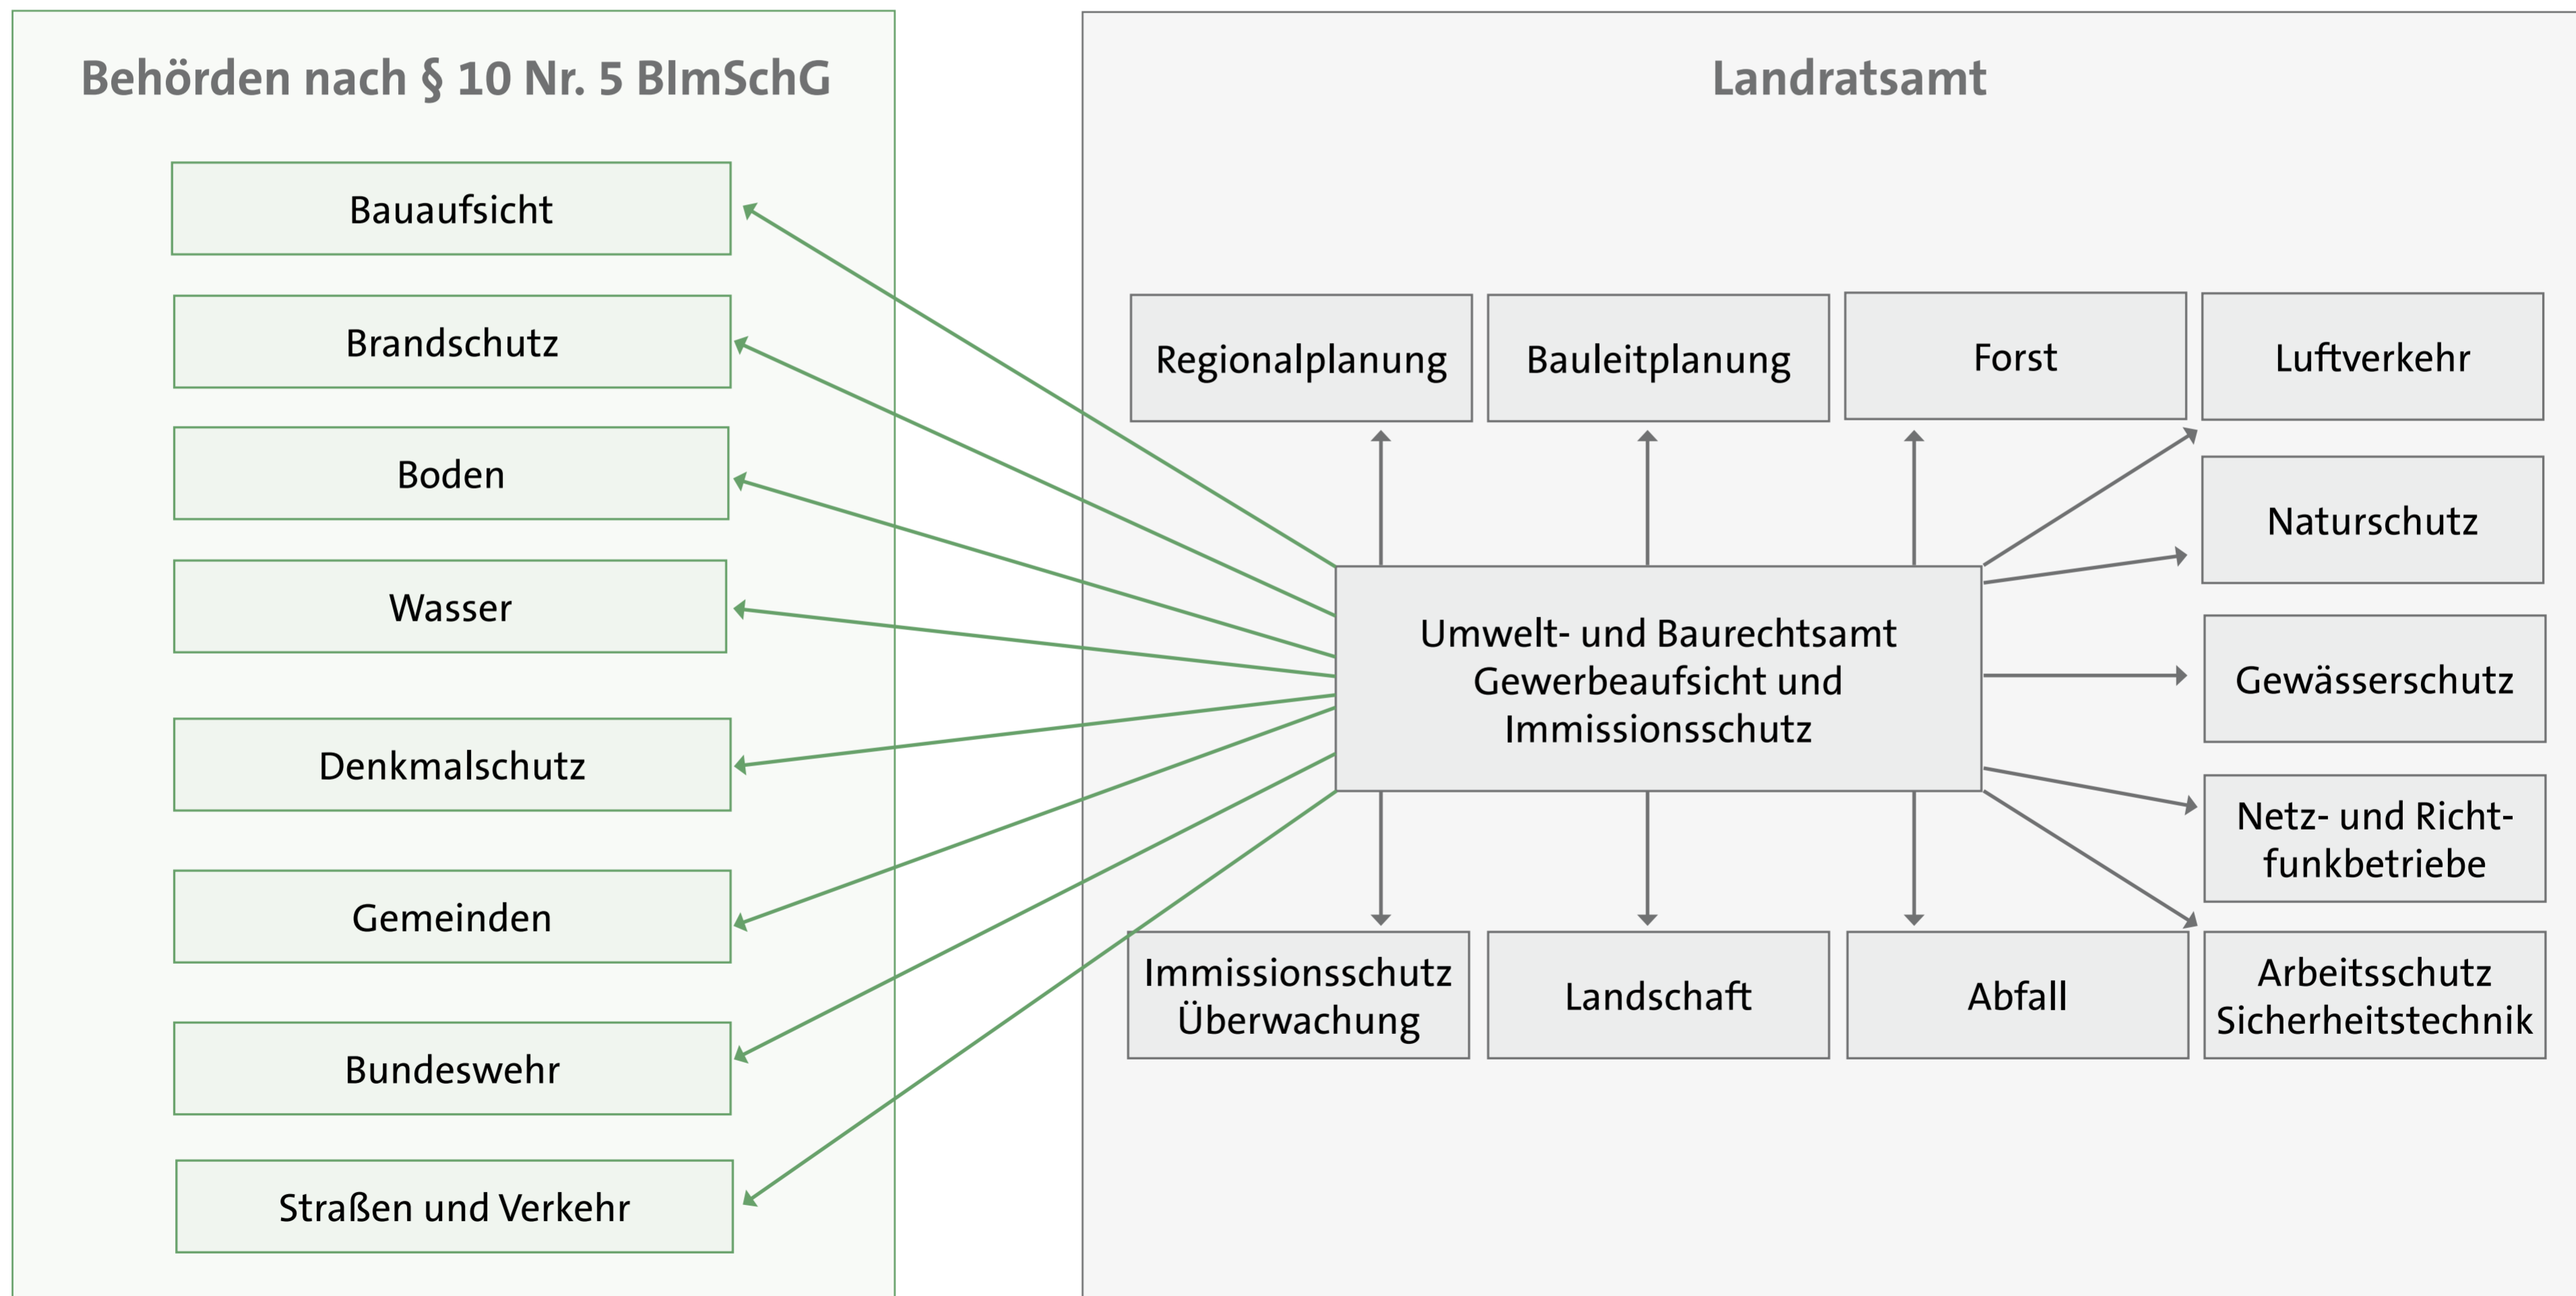 Behörden nach § 10 Nr. 5 BImSchG
Bauaufsicht
Brandschutz
Boden
Wasser
Denkmalschutz
Gemeinden
Bundeswehr
Straßen und Verkehr
Landratsamt
Regionalplanung
Bauleitplanung
Forst
Luftverkehr
Naturschutz
Umwelt- und Baurechtsamt
Gewerbeaufsicht und
Immissionsschutz
Gewässerschutz
Netz- und Richt-
funkbetriebe
Immissionsschutz
Überwachung
Landschaft
Abfall
Arbeitsschutz
Sicherheitstechnik